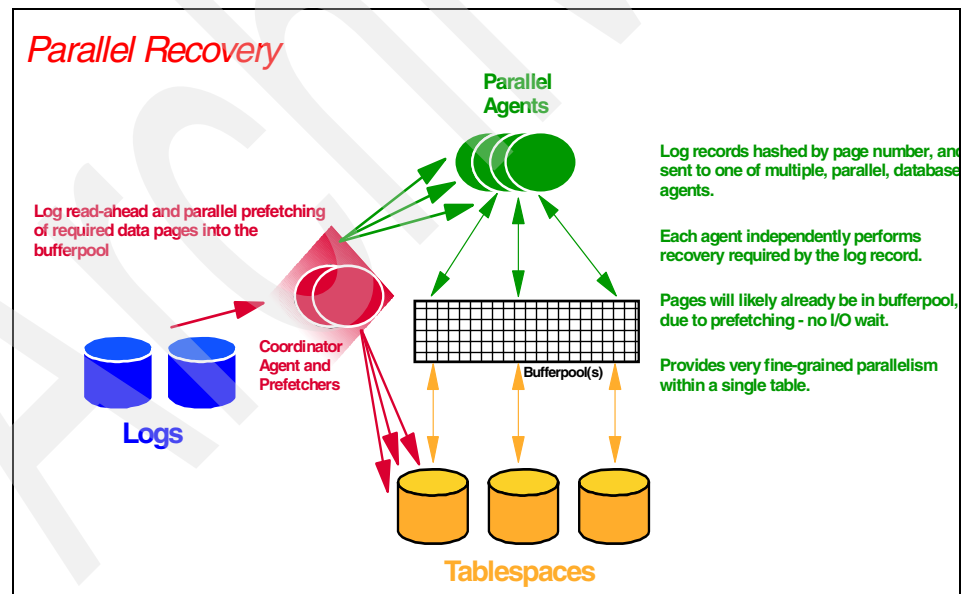 Parallel Recovery
Parallel
Agents
Log records hashed by page number, and
sent to one of multiple, parallel, database
agents.
Log read-ahead and parallel prefetching
of required data pages into the
bufferpool
Each agent independently performs
recovery required by the log record.
Pages will likely already be in bufferpool,
due to prefetching - no I/O wait.
Coordinator
Agent and
Prefetchers
Bufferpool(s)
Provides very fine-grained parallelism
within a single table.
Logs
Tablespaces